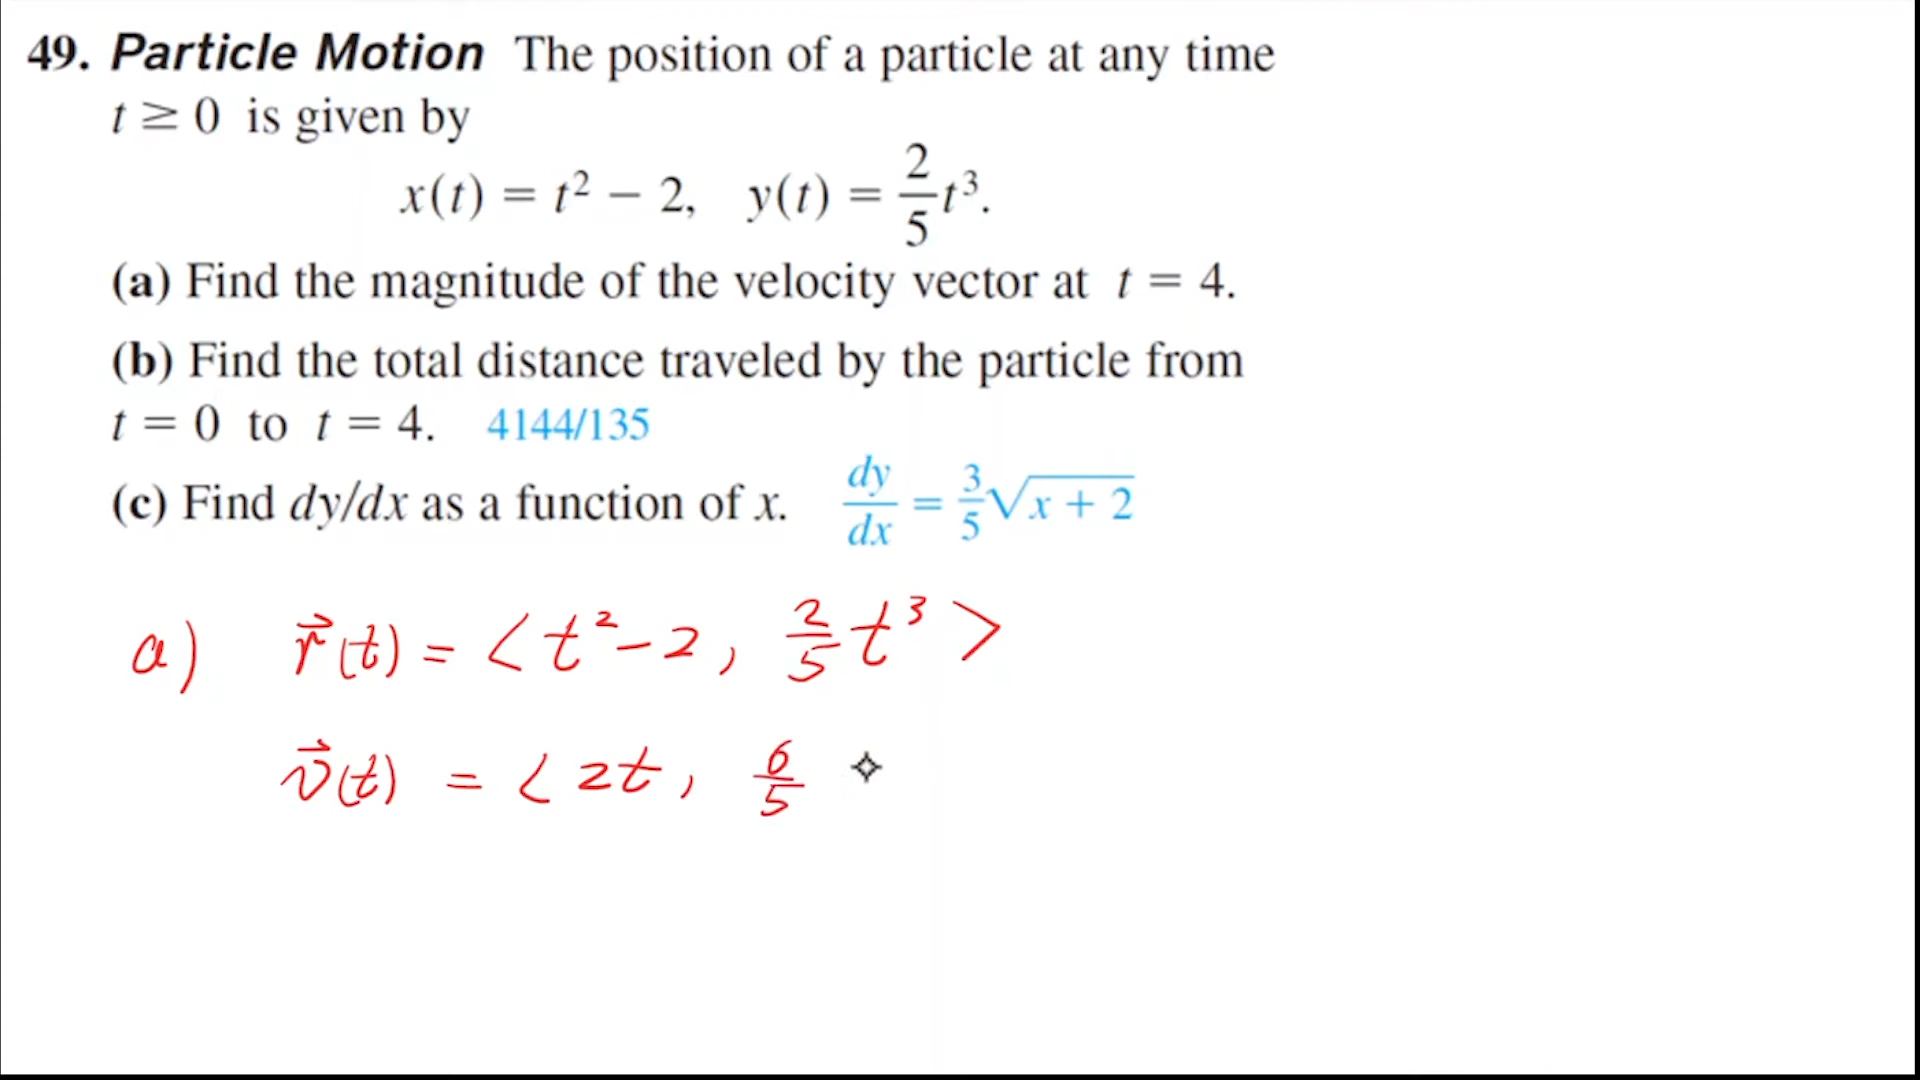 49. Particle Motion The position of a particle at any time
t ≥ 0 is given by
x(t) = t² − 2, y(t) = 2/5 t³.
(a) Find the magnitude of the velocity vector at t = 4.
(b) Find the total distance traveled by the particle from
t = 0 to t = 4. 4144/135
(c) Find dy/dx as a function of x. dy/dx = 3/5 √(x + 2)
a) r⃗(t) = <t² − 2, 2/5 t³>
v⃗(t) = <2t, 6/5